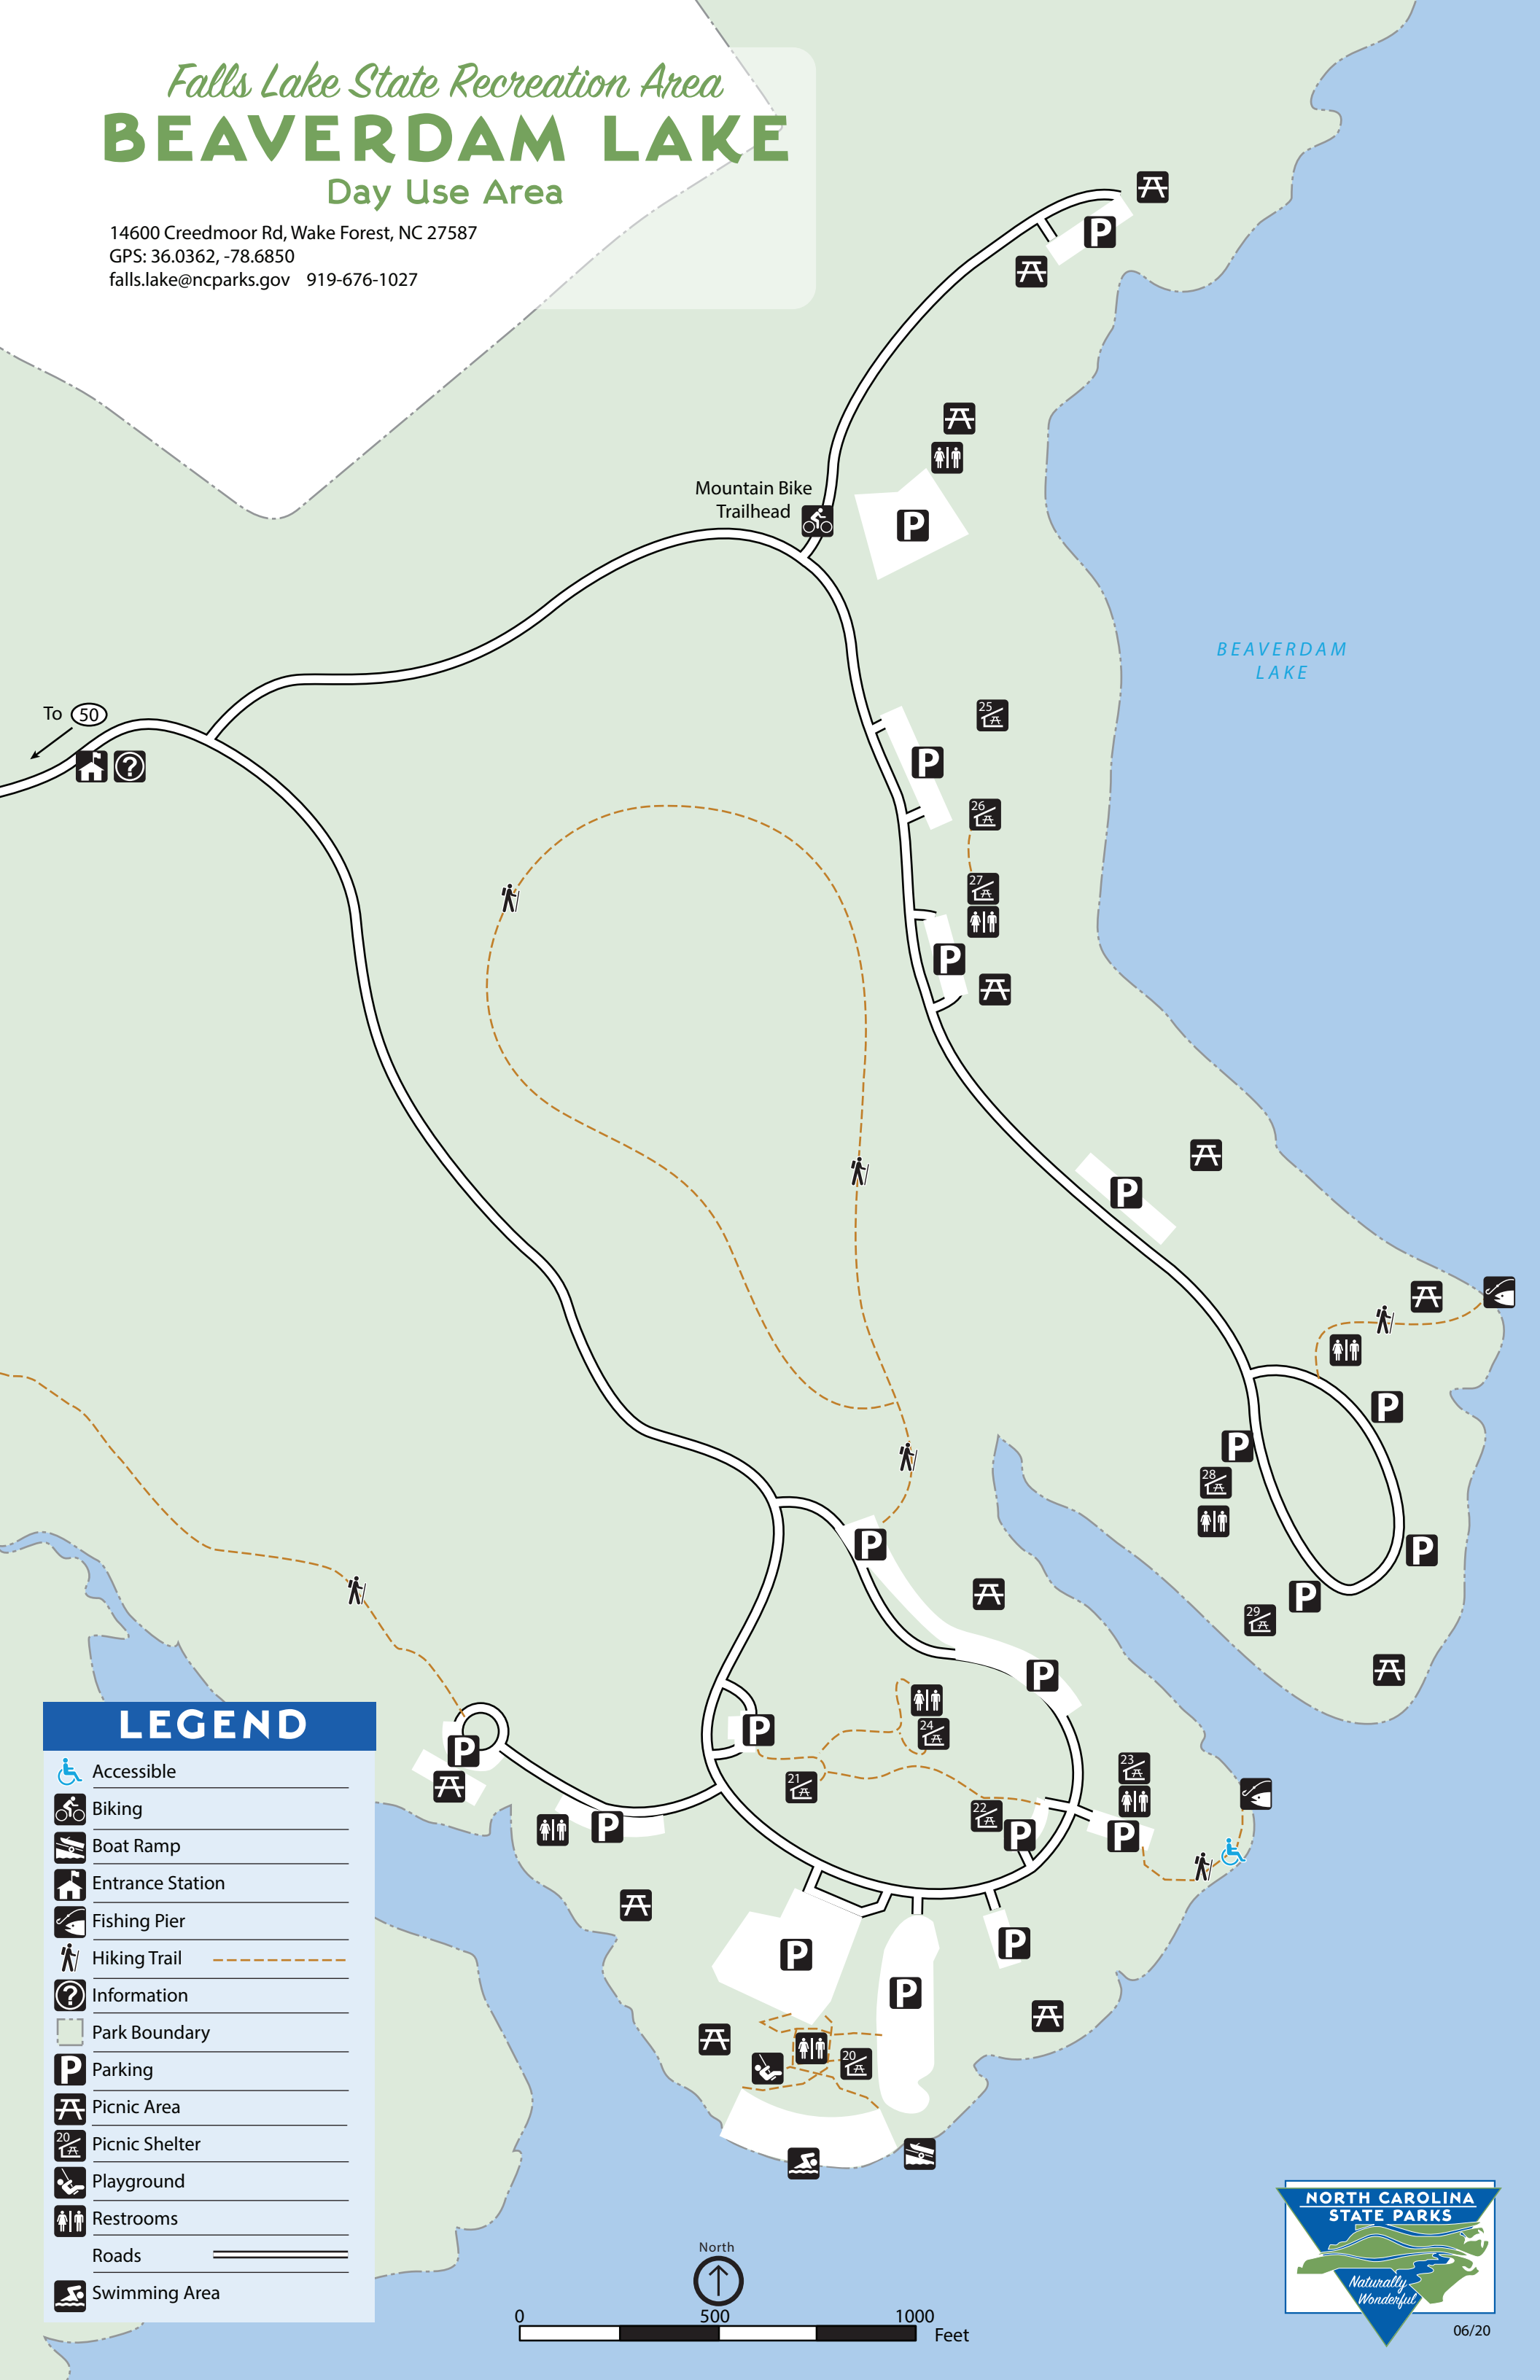 Falls Lake State Recreation Area
BEAVERDAM LAKE
Day Use Area
14600 Creedmoor Rd, Wake Forest, NC 27587
GPS: 36.0362, -78.6850
falls.lake@ncparks.gov 919-676-1027
P
Mountain Bike
Trailhead
P
BEAVERDAM
LAKE
To 50
?
25
P
26
27
P
P
P
P
28
P
P
29
P
P
24
P
P
21
23
22
P
P
P
P
P
P
20
LEGEND
Accessible
Biking
Boat Ramp
Entrance Station
Fishing Pier
Hiking Trail
? Information
Park Boundary
P Parking
Picnic Area
20 Picnic Shelter
Playground
Restrooms
Roads
Swimming Area
North
0 500 1000
Feet
NORTH CAROLINA
STATE PARKS
Naturally
Wonderful
06/20